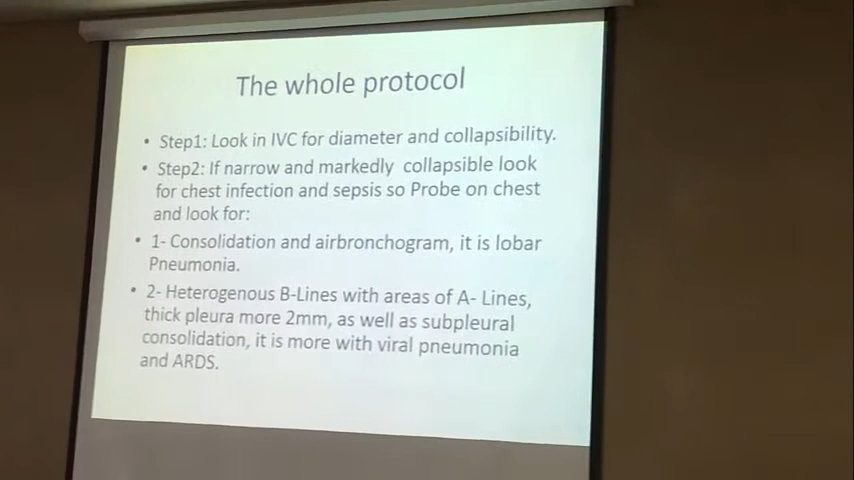 The whole protocol
• Step1: Look in IVC for diameter and collapsibility.
• Step2: If narrow and markedly collapsible look
for chest infection and sepsis so Probe on chest
and look for:
• 1- Consolidation and airbronchogram, it is lobar
Pneumonia.
• 2- Heterogenous B-Lines with areas of A- Lines,
thick pleura more 2mm, as well as subpleural
consolidation, it is more with viral pneumonia
and ARDS.